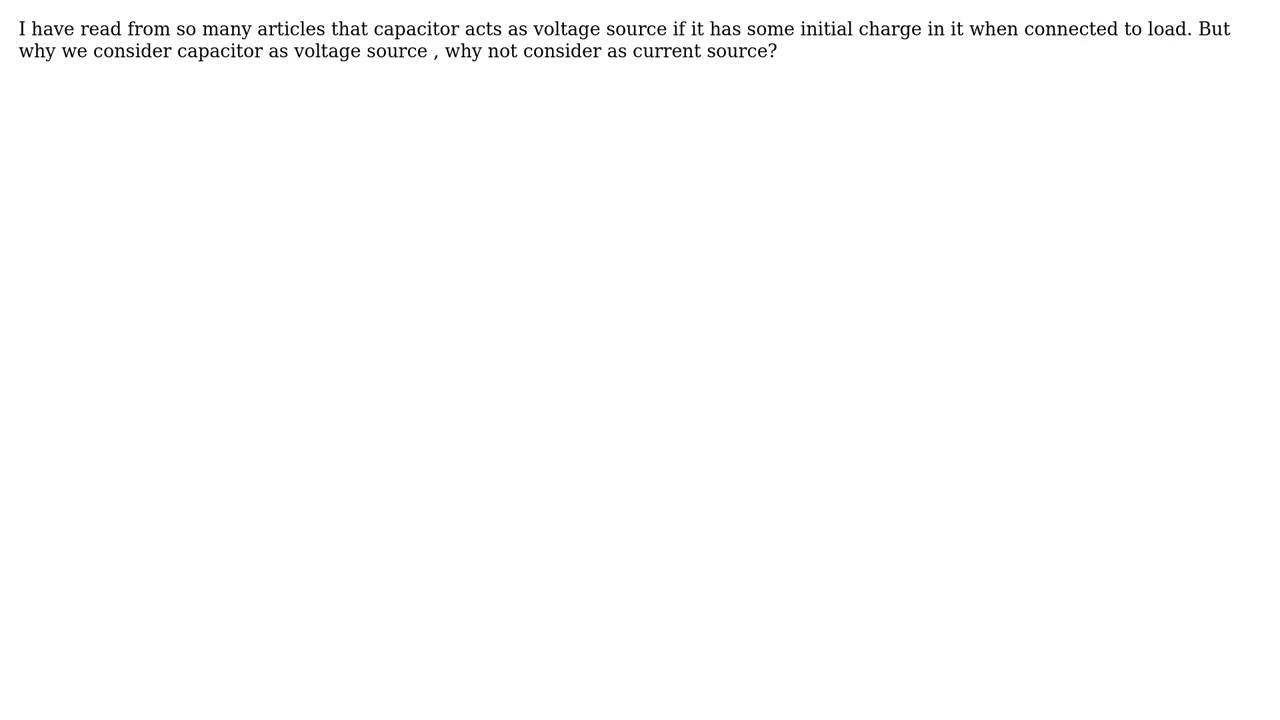 I have read from so many articles that capacitor acts as voltage source if it has some initial charge in it when connected to load. But
why we consider capacitor as voltage source , why not consider as current source?